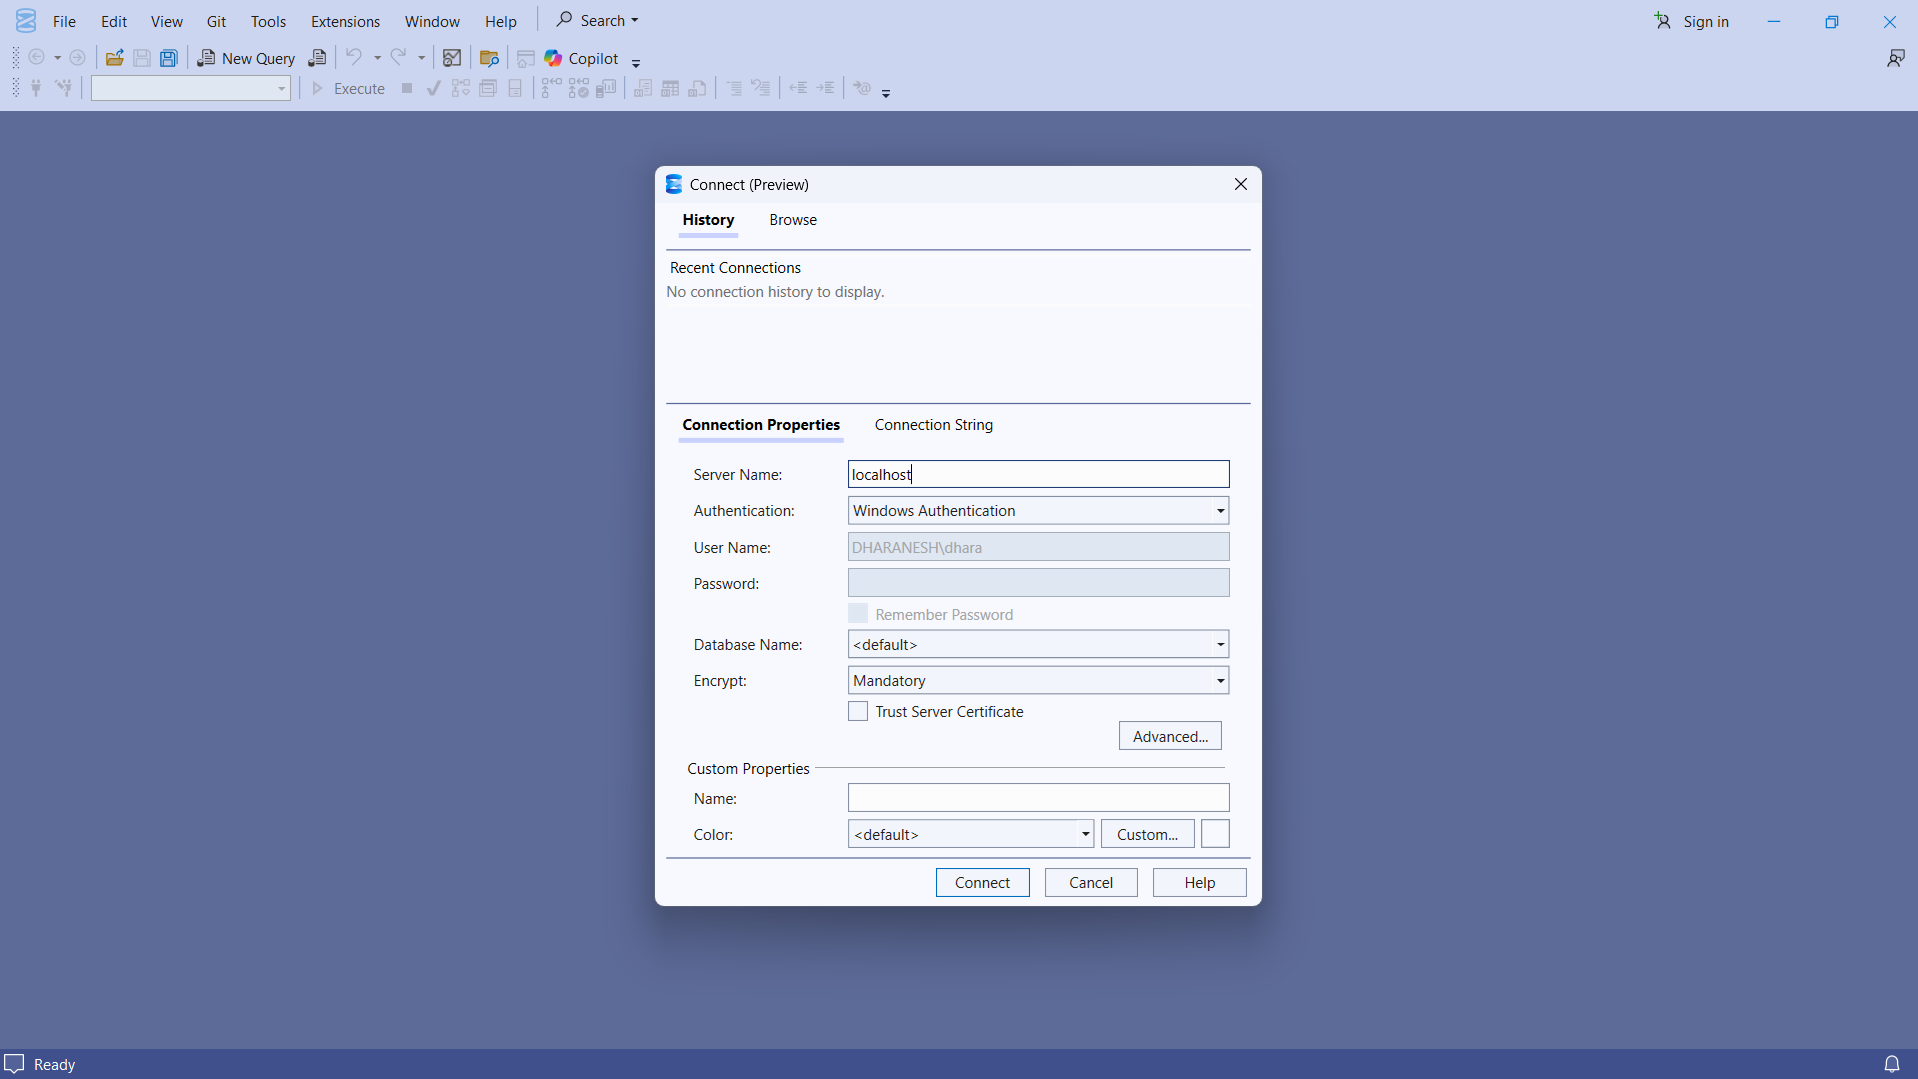 File Edit View Git Tools Extensions Window Help Search Sign in
New Query Copilot
Execute
Connect (Preview)
History Browse
Recent Connections
No connection history to display.
Connection Properties Connection String
Server Name: localhost
Authentication: Windows Authentication
User Name: DHARANESH\dhara
Password:
Remember Password
Database Name: <default>
Encrypt: Mandatory
Trust Server Certificate
Advanced...
Custom Properties
Name:
Color: <default> Custom...
Connect Cancel Help
Ready